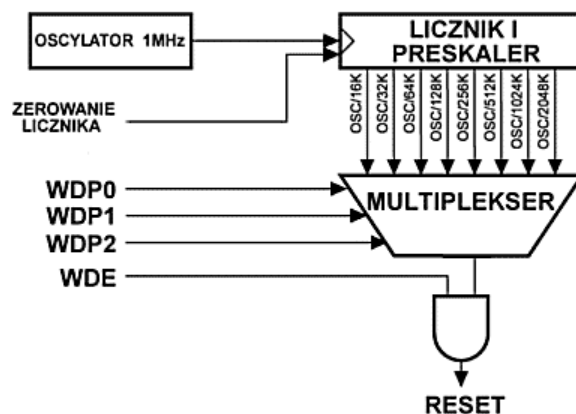 OSCYLATOR 1MHz
LICZNIK I
PRESKALER
OSC/16K
OSC/32K
OSC/64K
OSC/128K
OSC/256K
OSC/512K
OSC/1024K
OSC/2048K
ZEROWANIE
LICZNIKA
WDP0
WDP1
WDP2
WDE
MULTIPLEKSER
RESET